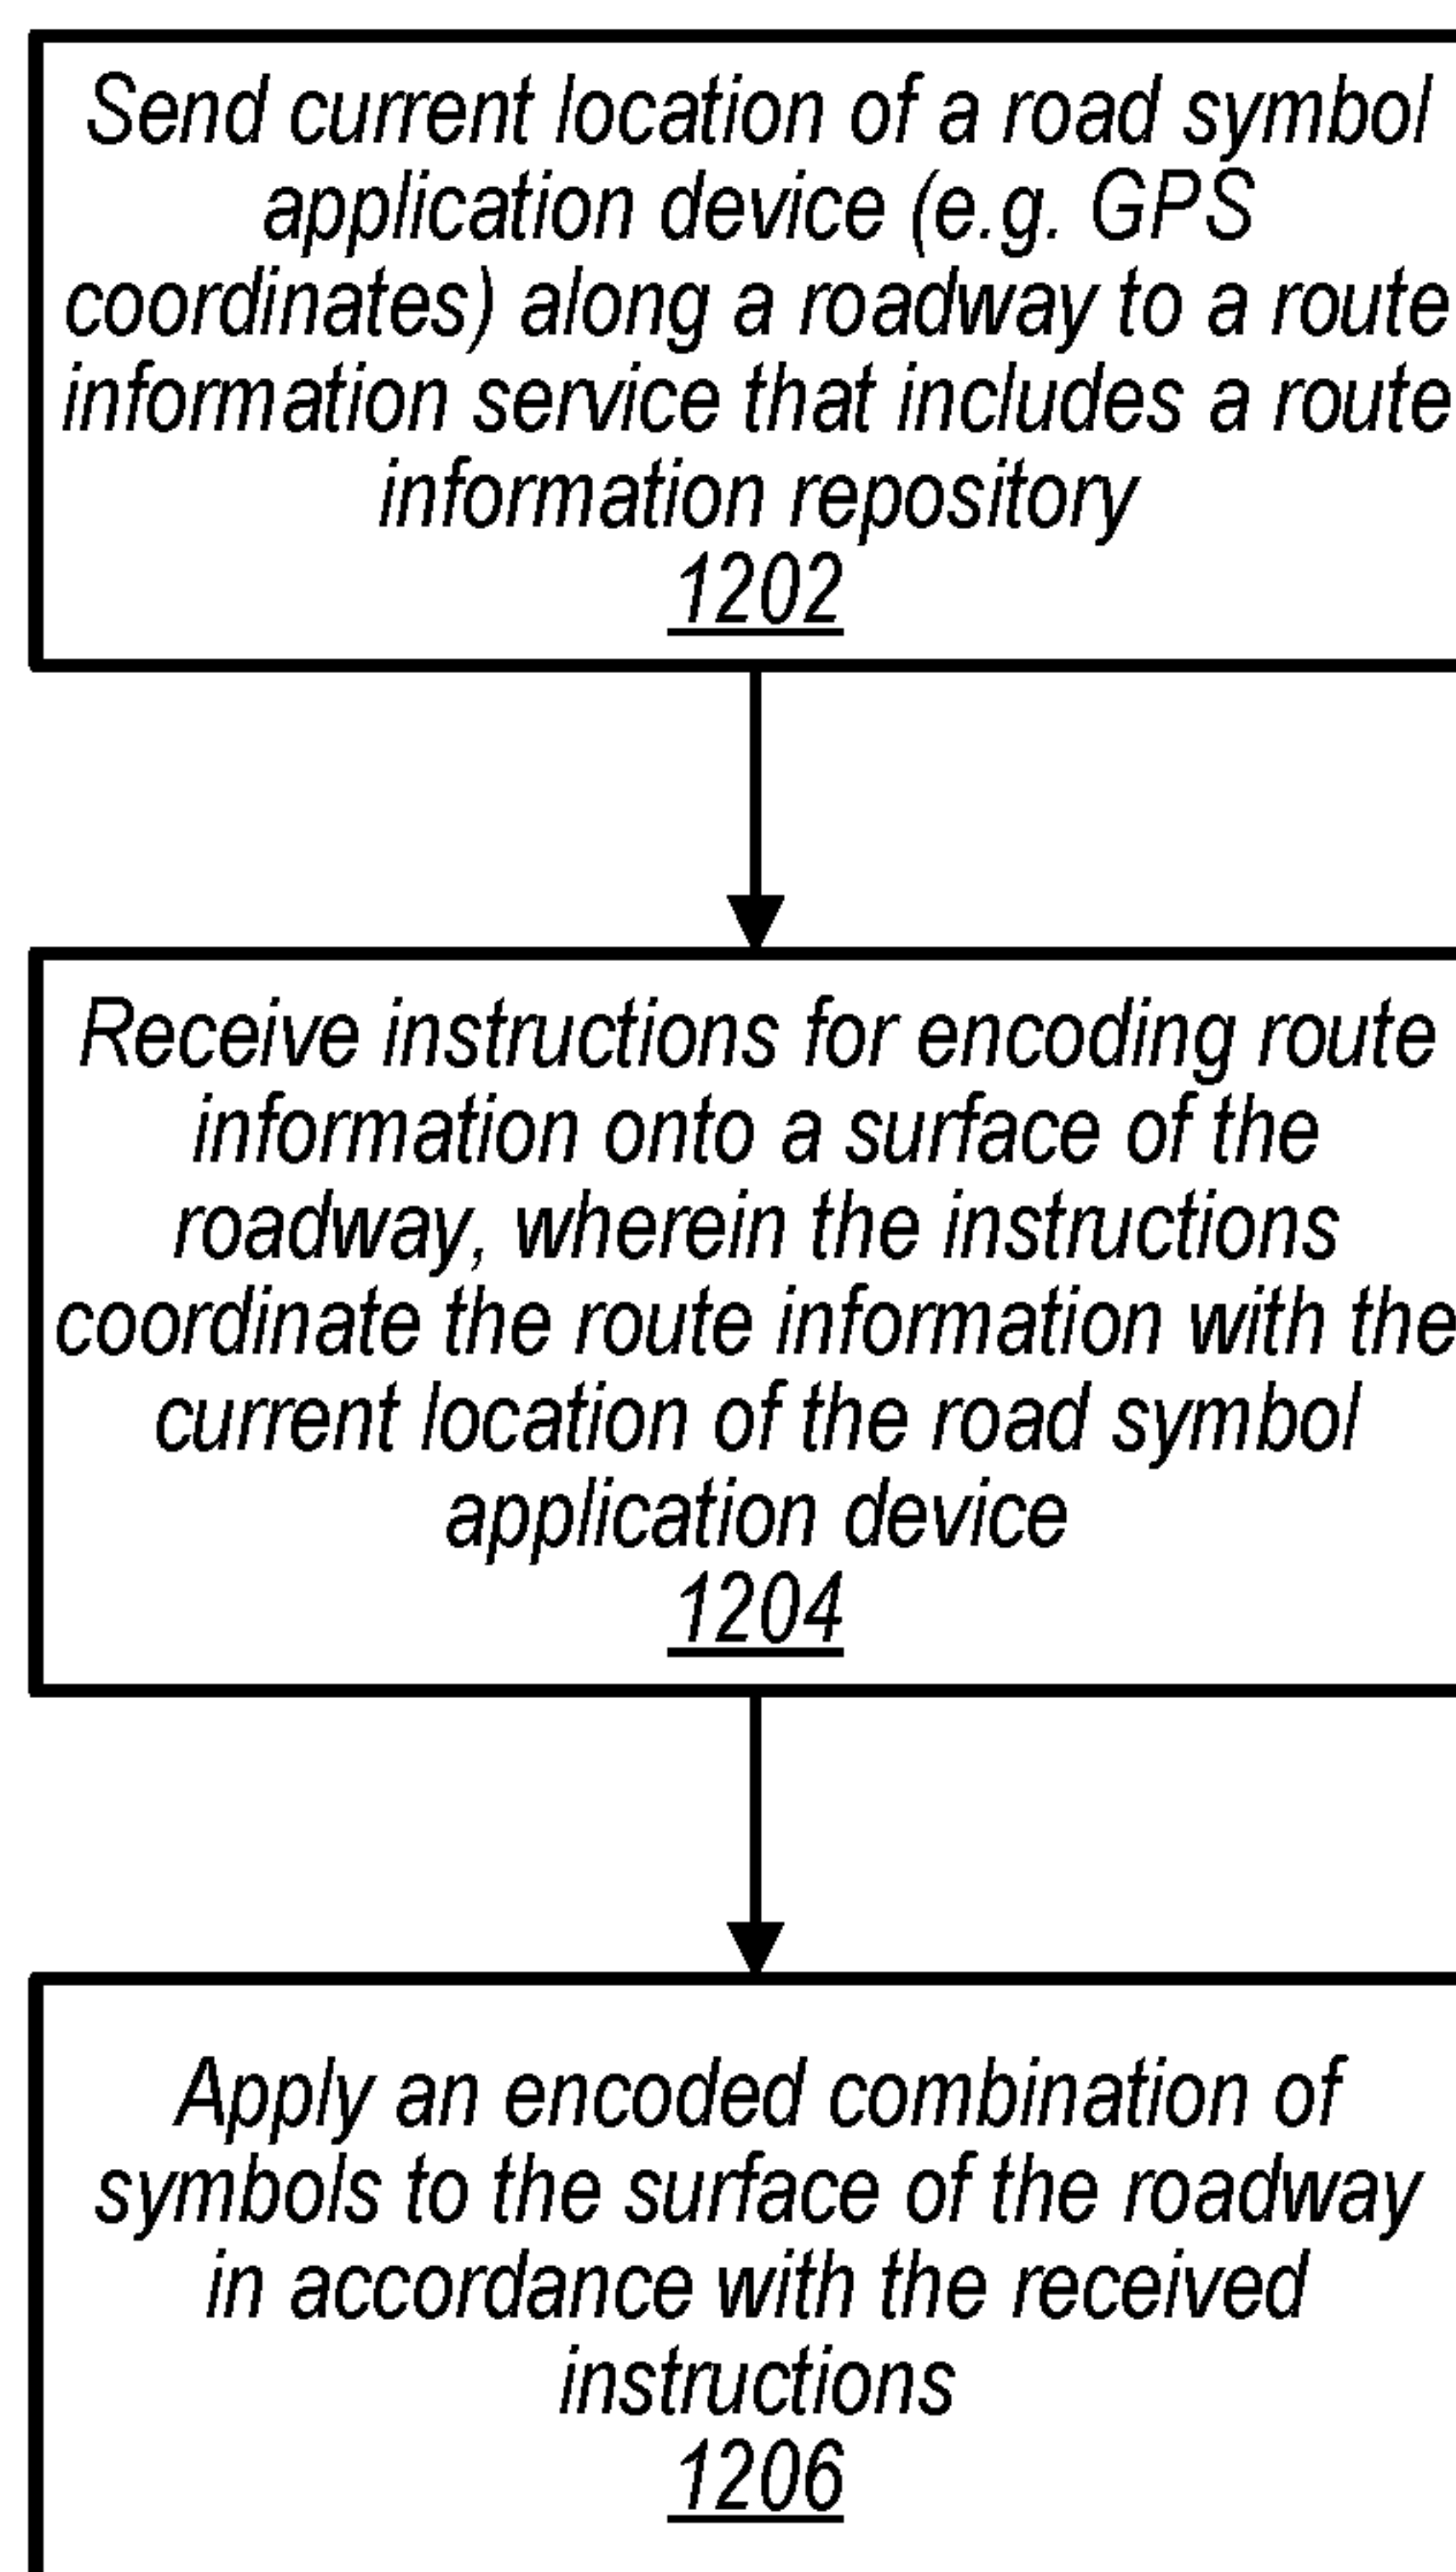 Send current location of a road symbol
application device (e.g. GPS
coordinates) along a roadway to a route
information service that includes a route
information repository
1202
Receive instructions for encoding route
information onto a surface of the
roadway, wherein the instructions
coordinate the route information with the
current location of the road symbol
application device
1204
Apply an encoded combination of
symbols to the surface of the roadway
in accordance with the received
instructions
1206